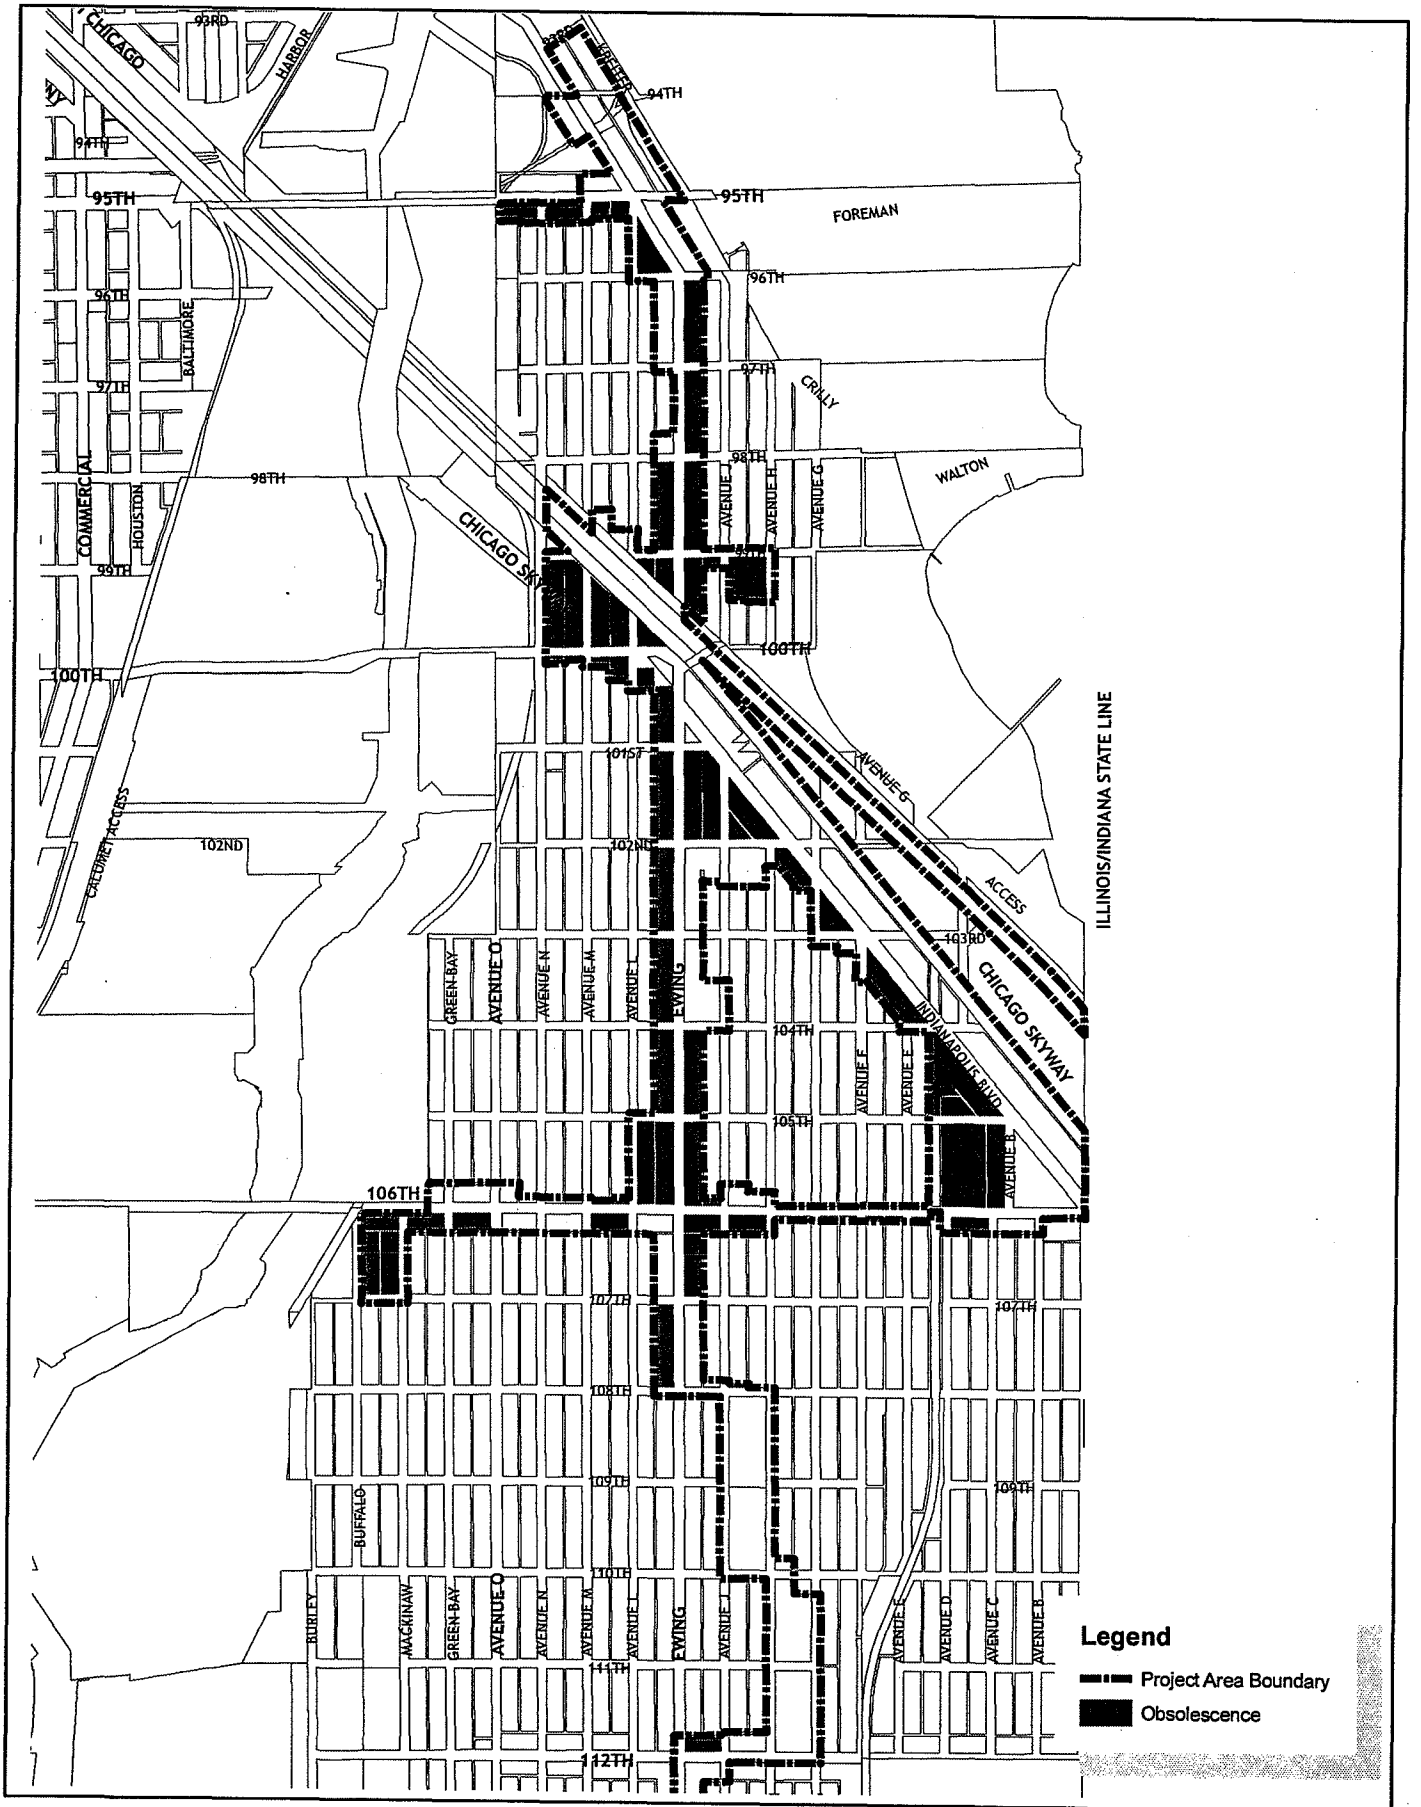 CHICAGO
93RD
HARBOR
93RD
KREITER
94TH
94TH
95TH
95TH
FOREMAN
96TH
96TH
BALTIMORE
97TH
97TH
CRILLY
COMMERCIAL
HOUSTON
98TH
98TH
WALTON
AVENUE J
AVENUE H
AVENUE G
CHICAGO SKY
99TH
99TH
100TH
100TH
ILLINOIS/INDIANA STATE LINE
101ST
AVENUE G
CALUMET ACCESS
102ND
102ND
ACCESS
103RD
GREEN BAY
AVENUE O
AVENUE N
AVENUE M
AVENUE L
EWING
CHICAGO SKYWAY
INDIANAPOLIS BLVD
104TH
AVENUE F
AVENUE E
105TH
AVENUE B
106TH
107TH
107TH
108TH
109TH
109TH
BUFFALO
110TH
BURLEY
MACKINAW
GREEN BAY
AVENUE O
AVENUE N
AVENUE M
AVENUE L
EWING
AVENUE J
AVENUE E
AVENUE D
AVENUE C
AVENUE B
111TH
112TH
Legend
Project Area Boundary
Obsolescence